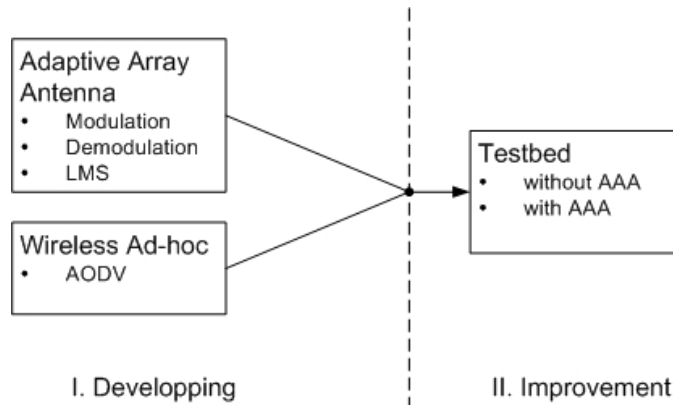 Adaptive Array
Antenna
• Modulation
• Demodulation
• LMS
Wireless Ad-hoc
• AODV
Testbed
• without AAA
• with AAA
I. Developping
II. Improvement